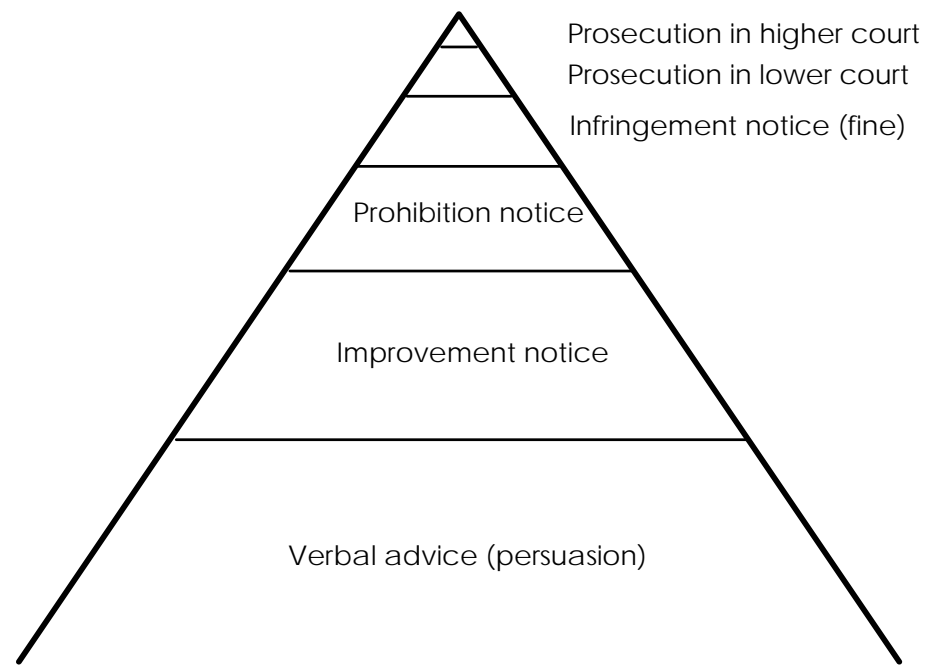 Prosecution in higher court
Prosecution in lower court
Infringement notice (fine)
Prohibition notice
Improvement notice
Verbal advice (persuasion)